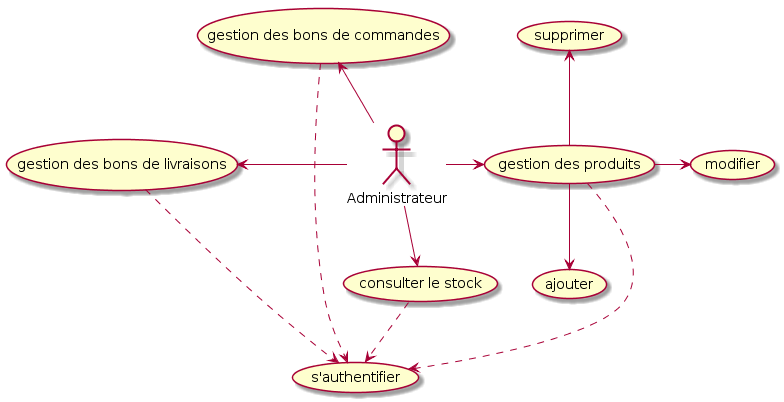 gestion des bons de commandes
supprimer
gestion des bons de livraisons
gestion des produits
modifier
Administrateur
consulter le stock
ajouter
s'authentifier